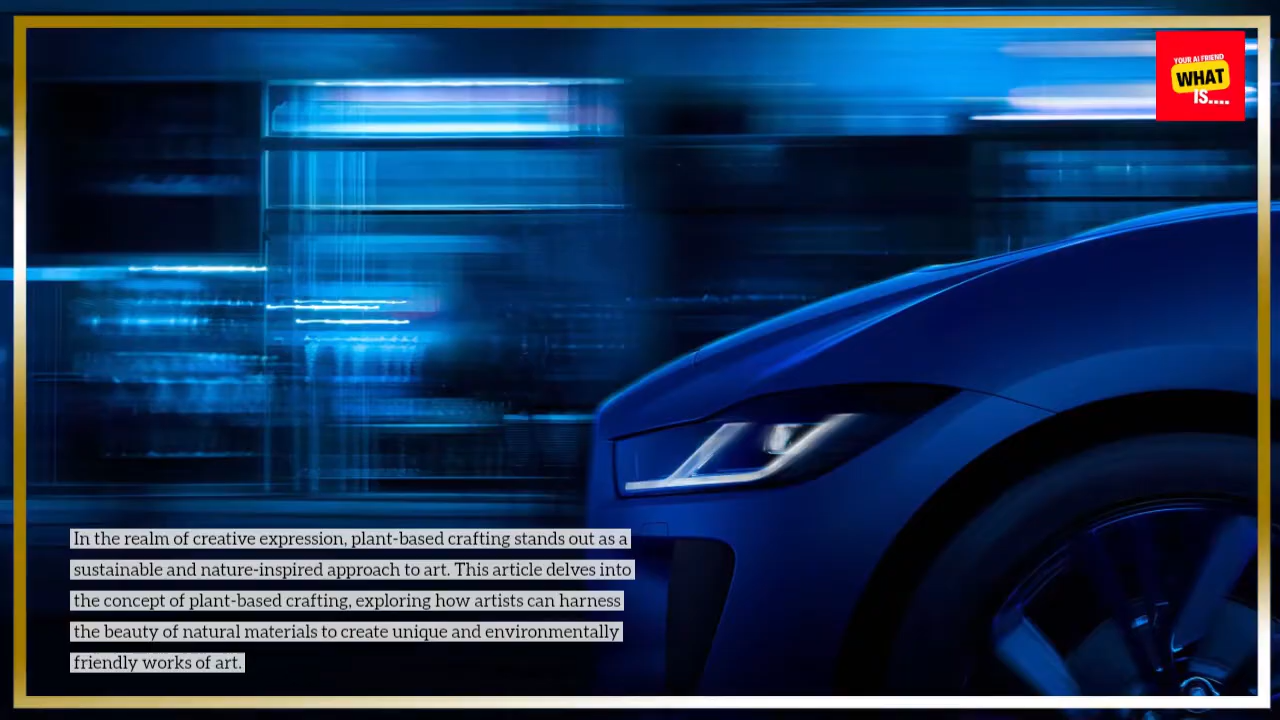 YOUR AI FRIEND
WHAT
IS....
In the realm of creative expression, plant-based crafting stands out as a
sustainable and nature-inspired approach to art. This article delves into
the concept of plant-based crafting, exploring how artists can harness
the beauty of natural materials to create unique and environmentally
friendly works of art.